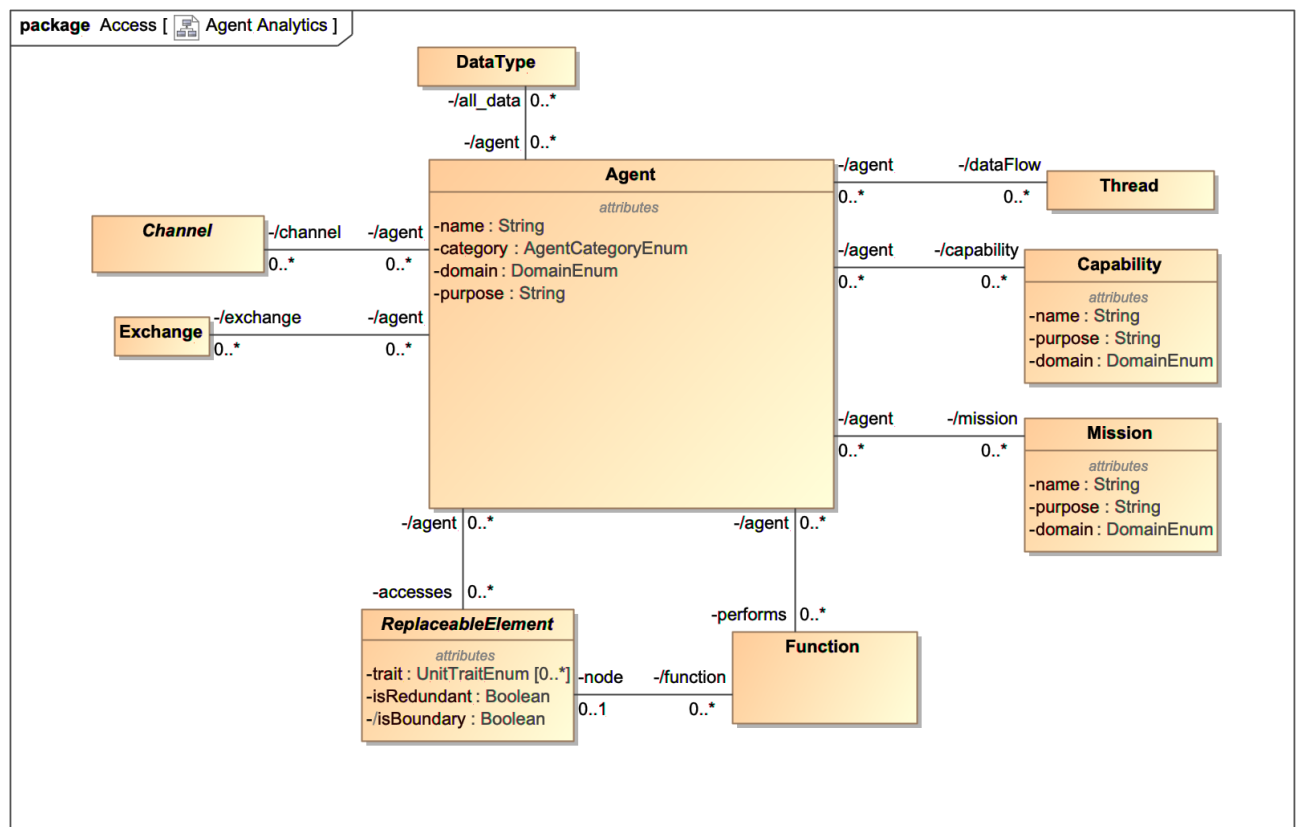 package Access [ Agent Analytics ]
DataType
-/all_data 0..*
-/agent 0..*
Agent
attributes
-name : String
-category : AgentCategoryEnum
-domain : DomainEnum
-purpose : String
Channel
-/channel -/agent
0..* 0..*
Exchange
-/exchange -/agent
0..* 0..*
-/agent -/dataFlow
0..* 0..*
Thread
-/agent -/capability
0..* 0..*
Capability
attributes
-name : String
-purpose : String
-domain : DomainEnum
-/agent -/mission
0..* 0..*
Mission
attributes
-name : String
-purpose : String
-domain : DomainEnum
-/agent 0..*
-accesses 0..*
ReplaceableElement
attributes
-trait : UnitTraitEnum [0..*]
-isRedundant : Boolean
-/isBoundary : Boolean
-/agent 0..*
-performs 0..*
Function
-node -/function
0..1 0..*